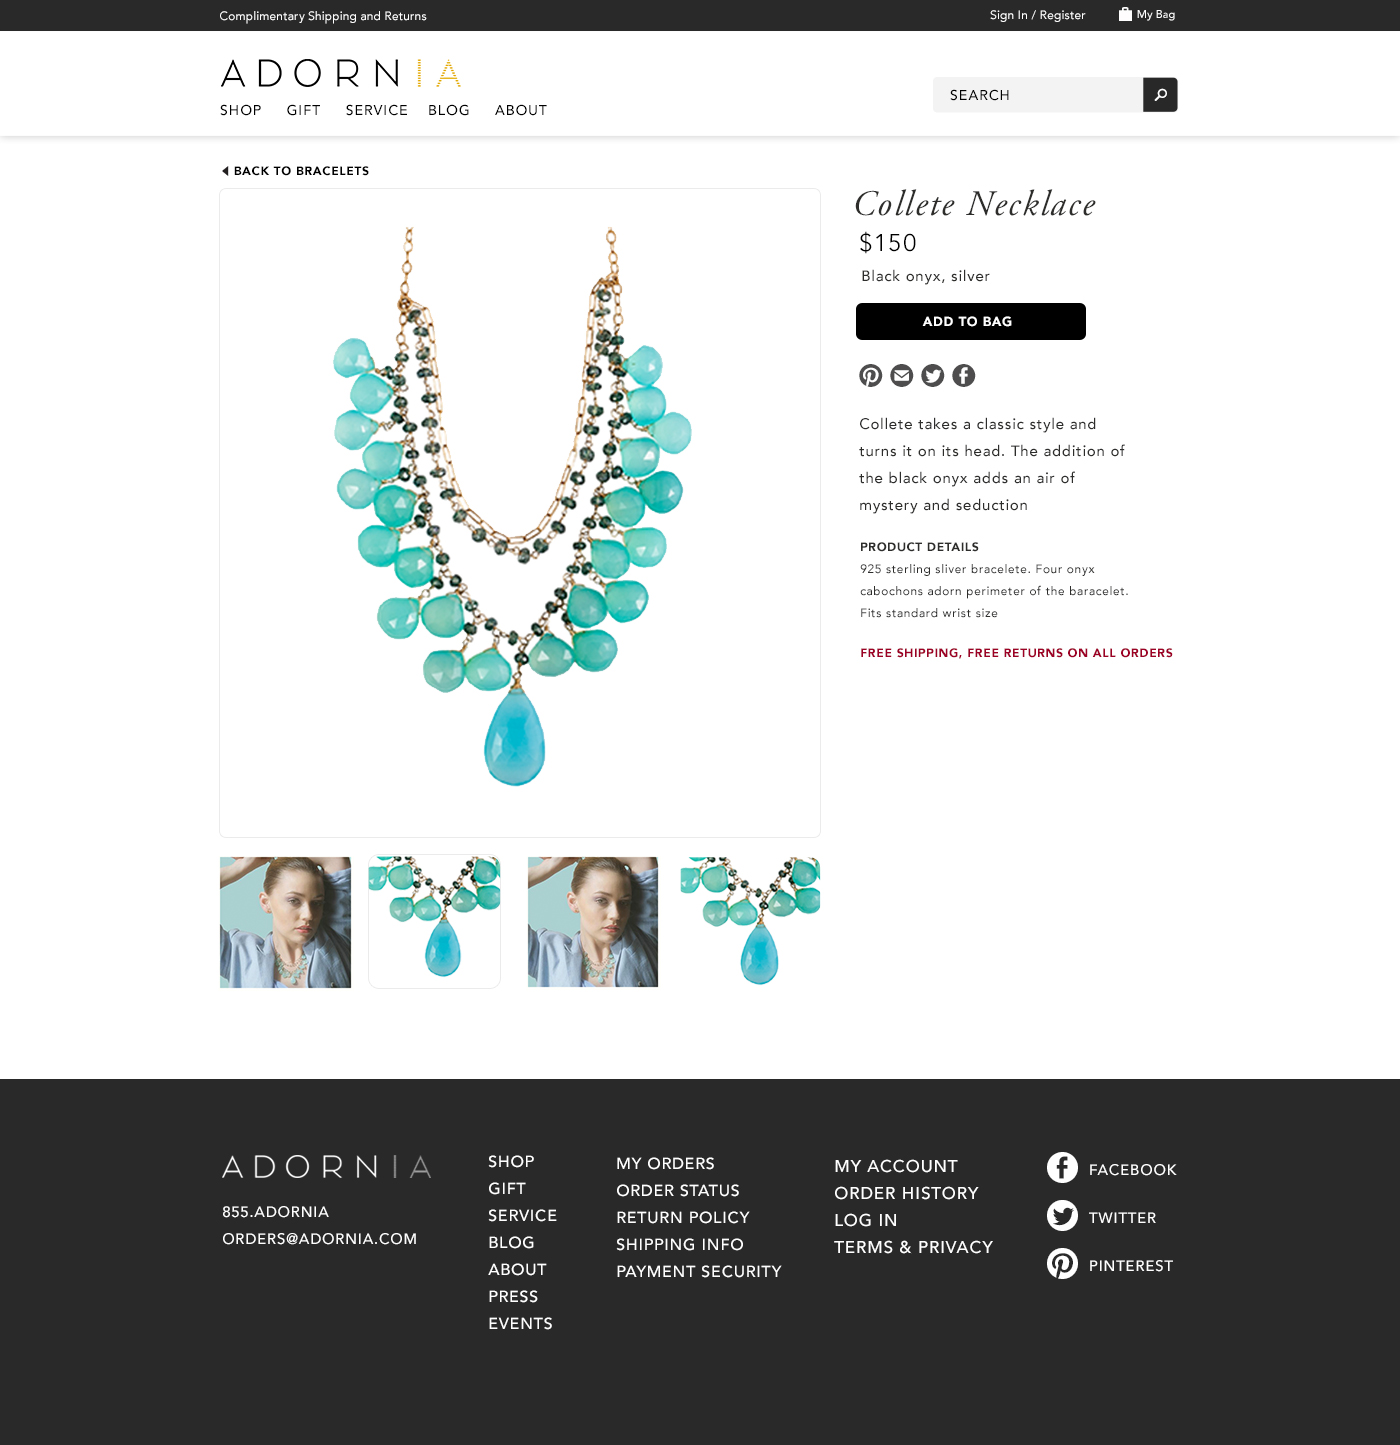 Complimentary Shipping and Returns
Sign In / Register
My Bag
ADORNIA
SHOP GIFT SERVICE BLOG ABOUT
SEARCH
BACK TO BRACELETS
Collete Necklace
$150
Black onyx, silver
ADD TO BAG
Collete takes a classic style and
turns it on its head. The addition of
the black onyx adds an air of
mystery and seduction
PRODUCT DETAILS
925 sterling sliver bracelete. Four onyx
cabochons adorn perimeter of the baracelet.
Fits standard wrist size
FREE SHIPPING, FREE RETURNS ON ALL ORDERS
ADORNIA
855.ADORNIA
ORDERS@ADORNIA.COM
SHOP
GIFT
SERVICE
BLOG
ABOUT
PRESS
EVENTS
MY ORDERS
ORDER STATUS
RETURN POLICY
SHIPPING INFO
PAYMENT SECURITY
MY ACCOUNT
ORDER HISTORY
LOG IN
TERMS & PRIVACY
FACEBOOK
TWITTER
PINTEREST